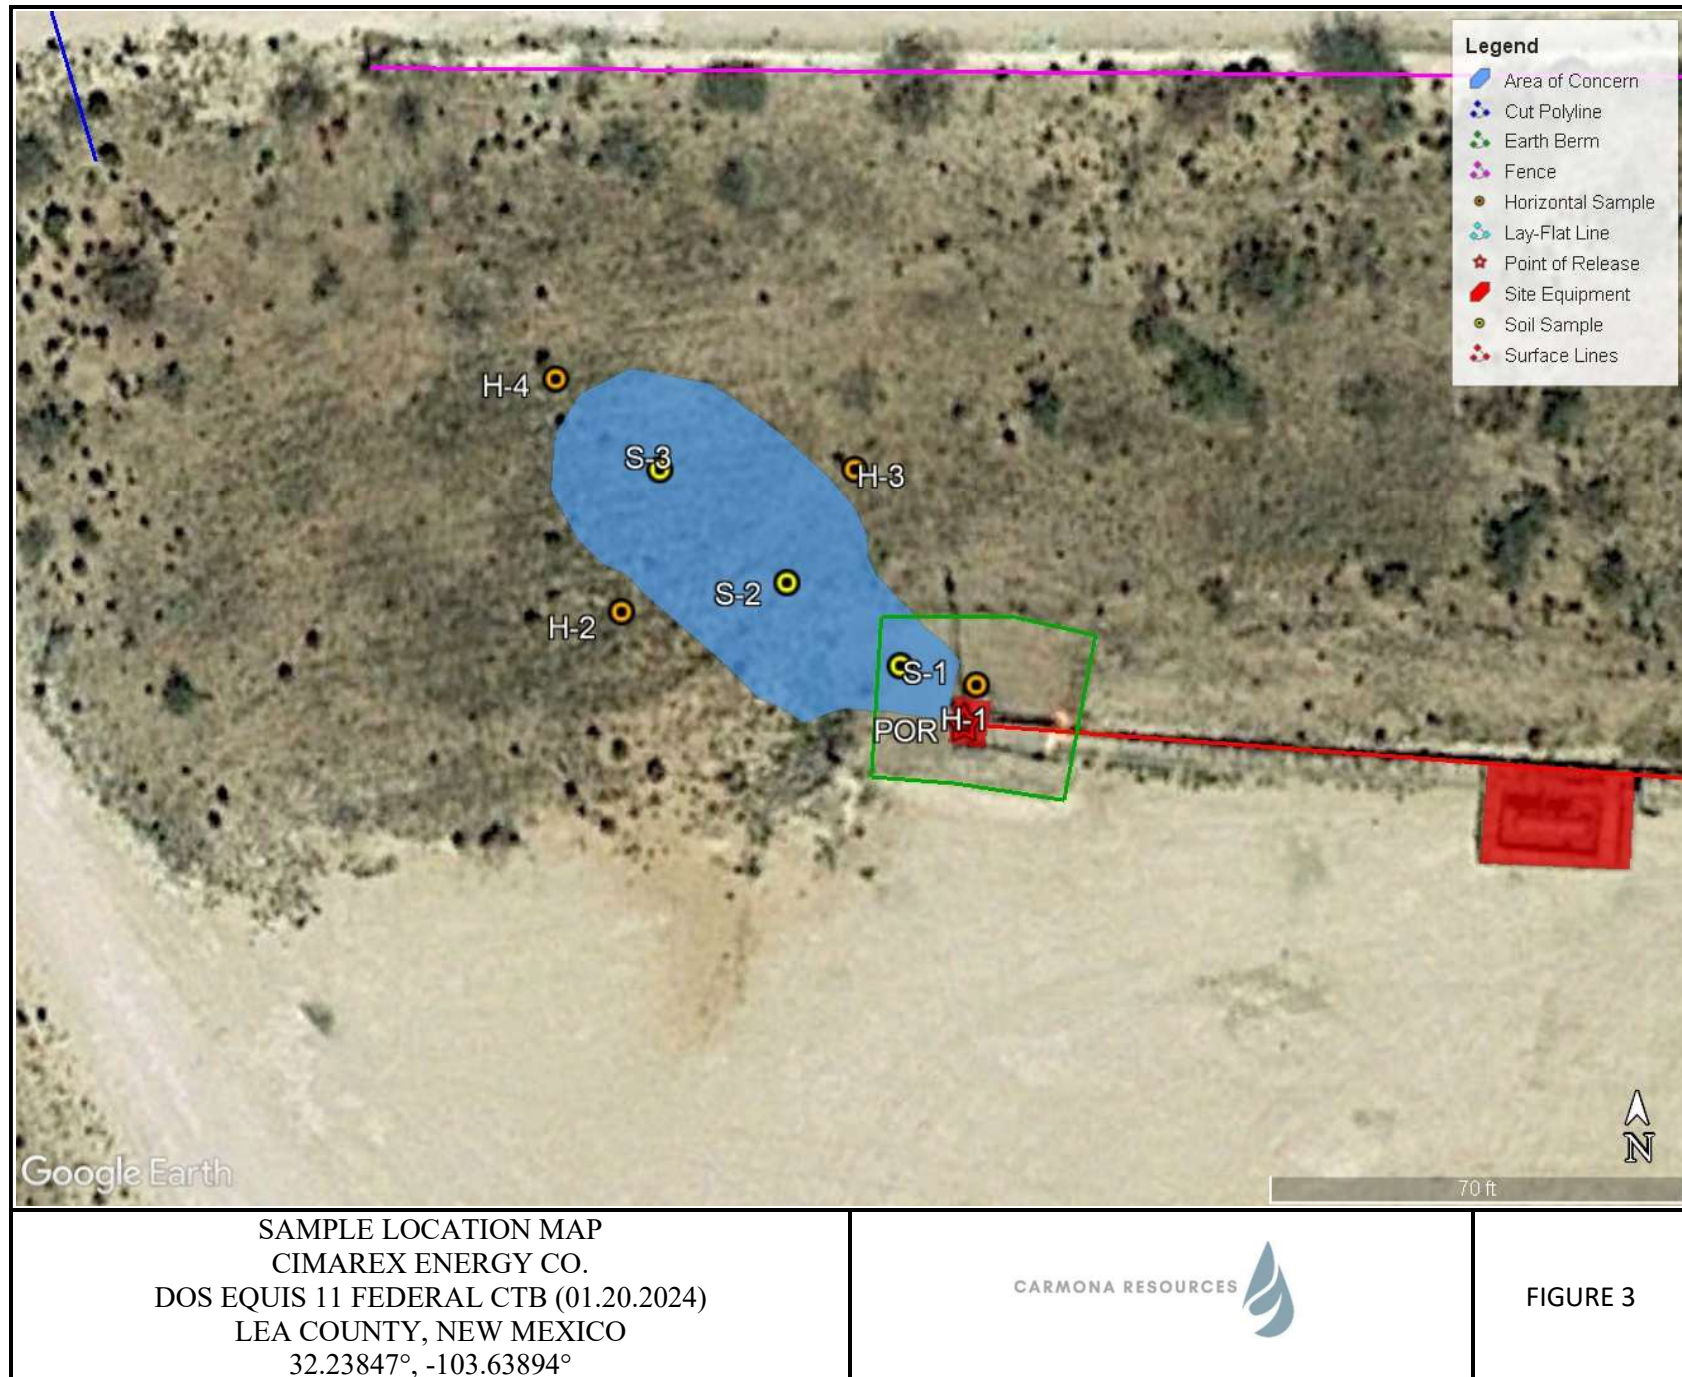 Legend
Area of Concern
Cut Polyline
Earth Berm
Fence
Horizontal Sample
Lay-Flat Line
Point of Release
Site Equipment
Soil Sample
Surface Lines
H-4
S-3
H-3
S-2
H-2
S-1
H-1
POR
N
Google Earth
70 ft
SAMPLE LOCATION MAP
CIMAREX ENERGY CO.
DOS EQUIS 11 FEDERAL CTB (01.20.2024)
LEA COUNTY, NEW MEXICO
32.23847°, -103.63894°
CARMONA RESOURCES
FIGURE 3